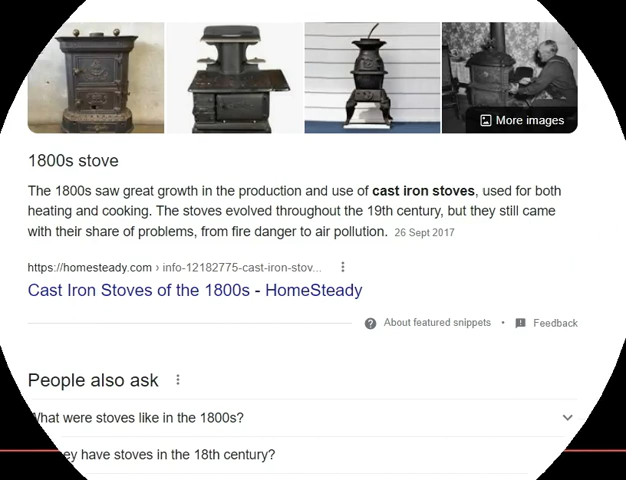 More images
1800s stove
The 1800s saw great growth in the production and use of cast iron stoves, used for both
heating and cooking. The stoves evolved throughout the 19th century, but they still came
with their share of problems, from fire danger to air pollution. 26 Sept 2017
https://homesteady.com › info-12182775-cast-iron-stov...
Cast Iron Stoves of the 1800s - HomeSteady
About featured snippets • Feedback
People also ask
What were stoves like in the 1800s?
have stoves in the 18th century?